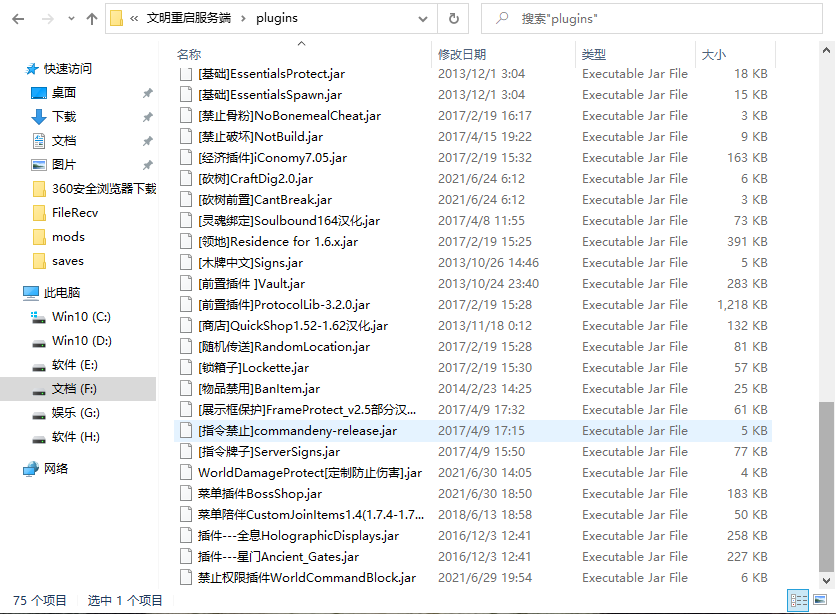 « 文明重启服务端 › plugins
搜索"plugins"
名称 修改日期 类型 大小
快速访问
桌面
下载
文档
图片
360安全浏览器下载
FileRecv
mods
saves
此电脑
Win10 (C:)
Win10 (D:)
软件 (E:)
文档 (F:)
娱乐 (G:)
软件 (H:)
网络
[基础]EssentialsProtect.jar 2013/12/1 3:04 Executable Jar File 18 KB
[基础]EssentialsSpawn.jar 2013/12/1 3:04 Executable Jar File 15 KB
[禁止骨粉]NoBonemealCheat.jar 2017/2/19 16:17 Executable Jar File 3 KB
[禁止破坏]NotBuild.jar 2017/4/15 19:22 Executable Jar File 9 KB
[经济插件]iConomy7.05.jar 2017/2/19 15:32 Executable Jar File 163 KB
[砍树]CraftDig2.0.jar 2021/6/24 6:12 Executable Jar File 6 KB
[砍树前置]CantBreak.jar 2021/6/24 6:12 Executable Jar File 3 KB
[灵魂绑定]Soulbound164汉化.jar 2017/4/8 11:55 Executable Jar File 73 KB
[领地]Residence for 1.6.x.jar 2017/2/19 15:25 Executable Jar File 391 KB
[木牌中文]Signs.jar 2013/10/26 14:46 Executable Jar File 5 KB
[前置插件 ]Vault.jar 2013/10/24 23:40 Executable Jar File 283 KB
[前置插件]ProtocolLib-3.2.0.jar 2017/2/19 15:28 Executable Jar File 1,218 KB
[商店]QuickShop1.52-1.62汉化.jar 2013/11/18 0:12 Executable Jar File 132 KB
[随机传送]RandomLocation.jar 2017/2/19 15:28 Executable Jar File 81 KB
[锁箱子]Lockette.jar 2017/2/19 15:30 Executable Jar File 57 KB
[物品禁用]BanItem.jar 2014/2/23 14:25 Executable Jar File 25 KB
[展示框保护]FrameProtect_v2.5部分汉... 2017/4/9 17:32 Executable Jar File 61 KB
[指令禁止]commandeny-release.jar 2017/4/9 17:15 Executable Jar File 5 KB
[指令牌子]ServerSigns.jar 2017/4/9 15:50 Executable Jar File 77 KB
WorldDamageProtect[定制防止伤害].jar 2021/6/30 14:05 Executable Jar File 4 KB
菜单插件BossShop.jar 2021/6/30 18:50 Executable Jar File 183 KB
菜单陪伴CustomJoinItems1.4(1.7.4-1.7... 2018/6/13 18:58 Executable Jar File 50 KB
插件---全息HolographicDisplays.jar 2016/12/3 12:41 Executable Jar File 258 KB
插件---星门Ancient_Gates.jar 2016/12/3 12:41 Executable Jar File 227 KB
禁止权限插件WorldCommandBlock.jar 2021/6/29 19:54 Executable Jar File 6 KB
75 个项目 选中 1 个项目